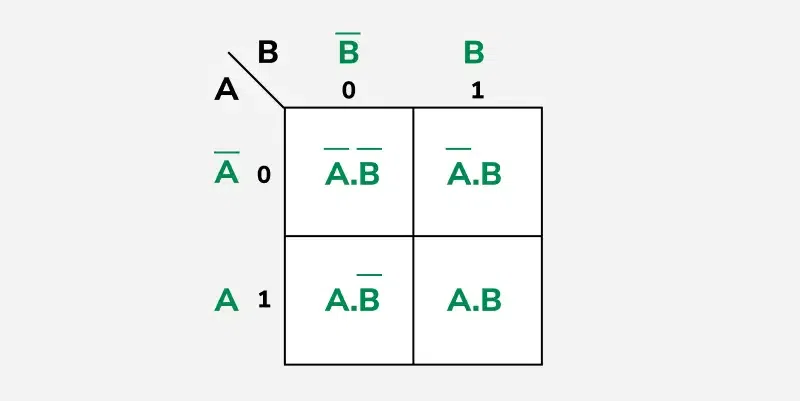 B B̅ B
A 0 1
A̅ 0 A̅.B̅ A̅.B
A 1 A.B̅ A.B